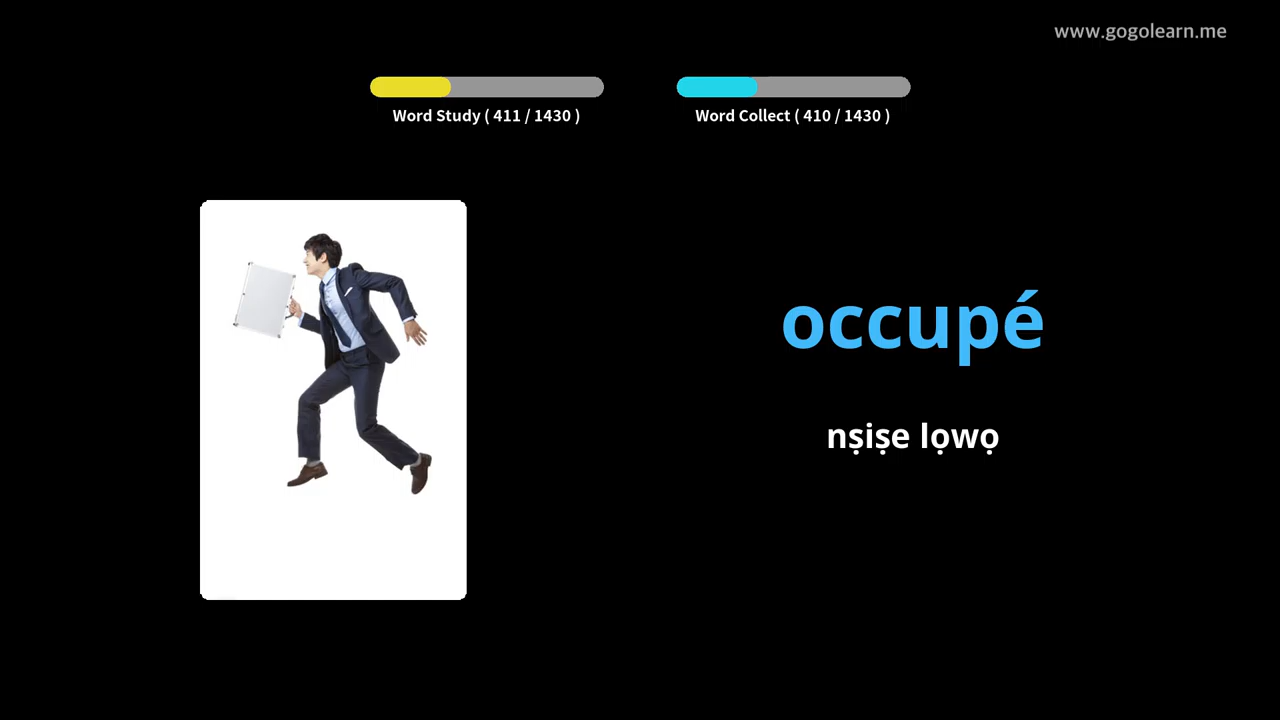 www.gogolearn.me
Word Study ( 411 / 1430 )
Word Collect ( 410 / 1430 )
occupé
nṣiṣe lọwọ